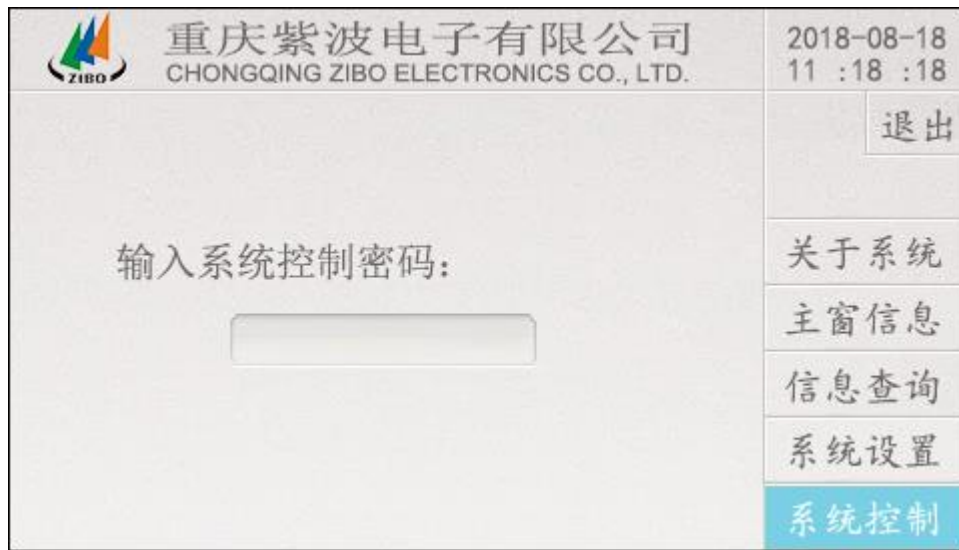 ZIBO
重庆紫波电子有限公司
CHONGQING ZIBO ELECTRONICS CO., LTD.
2018-08-18
11 :18 :18
退出
输入系统控制密码：
关于系统
主窗信息
信息查询
系统设置
系统控制